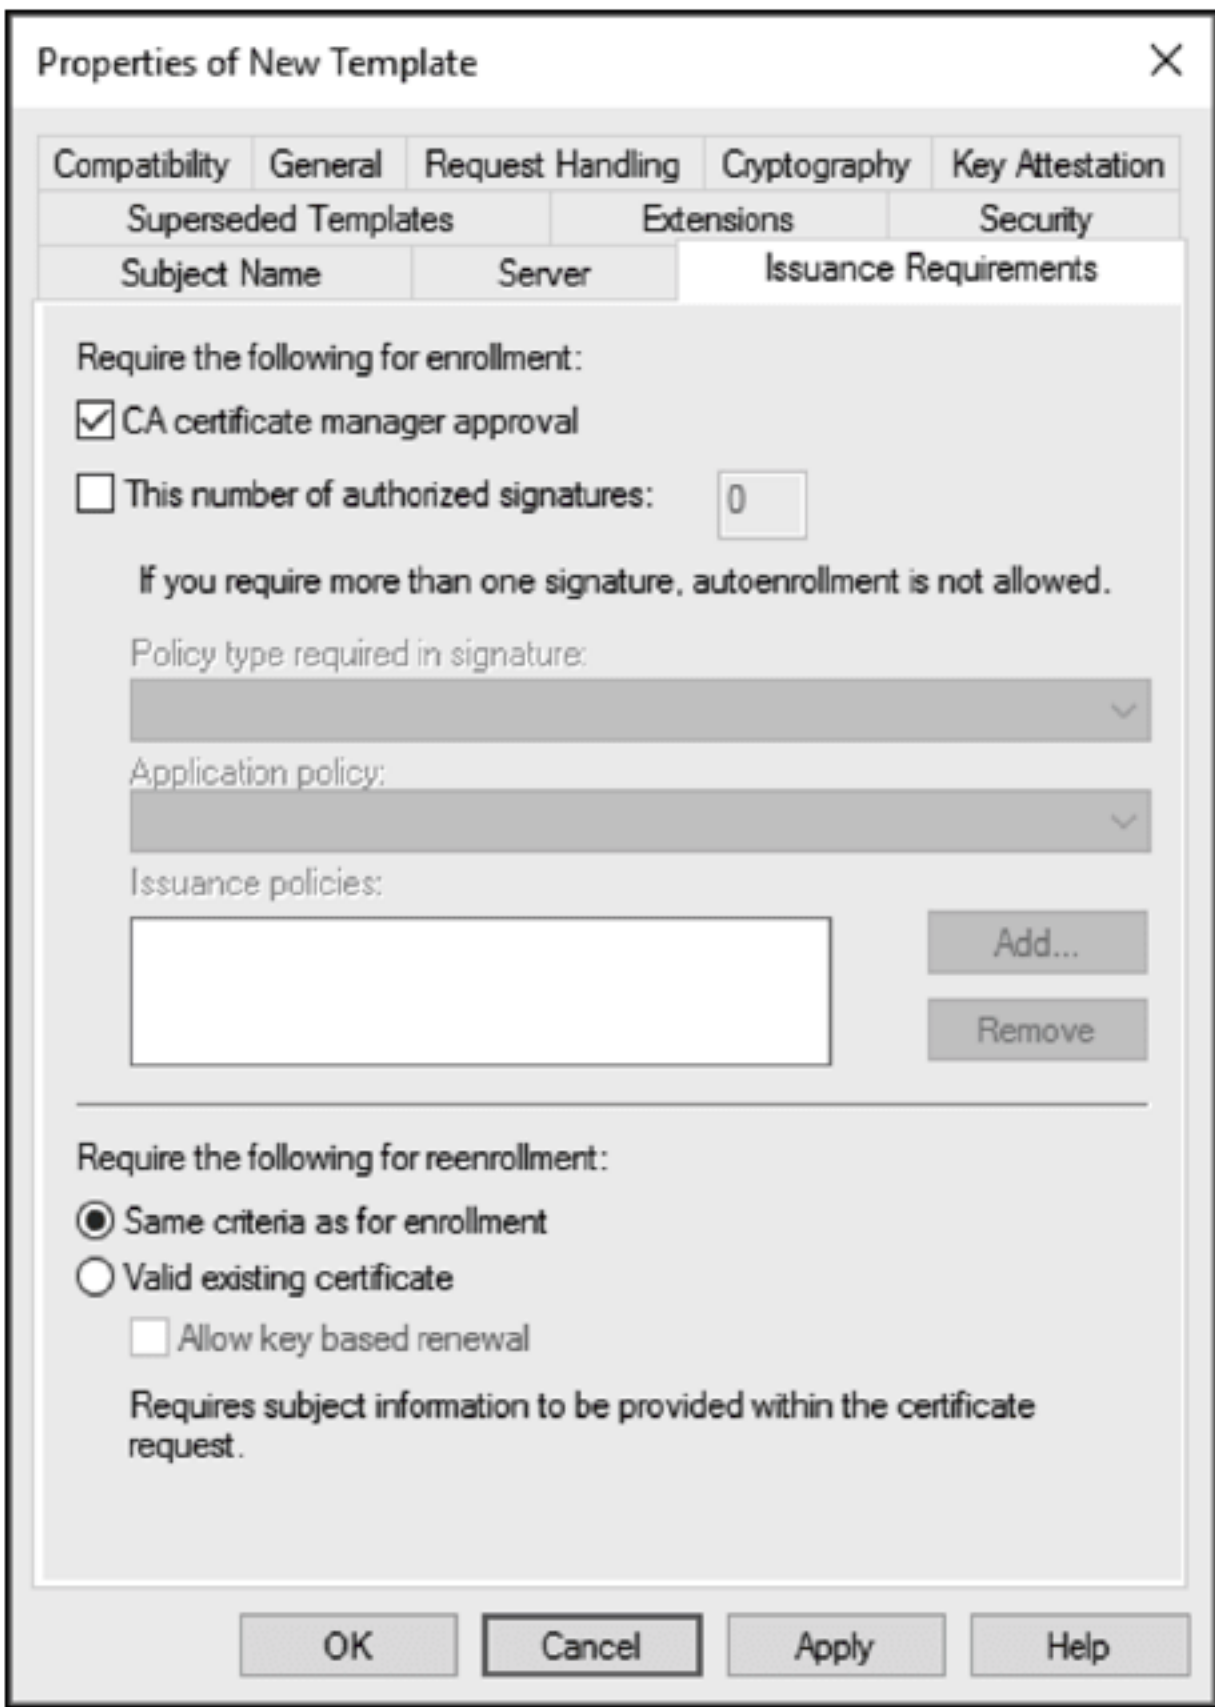 Properties of New Template
Compatibility General Request Handling Cryptography Key Attestation
Superseded Templates Extensions Security
Subject Name Server Issuance Requirements
Require the following for enrollment:
CA certificate manager approval
This number of authorized signatures: 0
If you require more than one signature, autoenrollment is not allowed.
Policy type required in signature:
Application policy:
Issuance policies:
Add...
Remove
Require the following for reenrollment:
Same criteria as for enrollment
Valid existing certificate
Allow key based renewal
Requires subject information to be provided within the certificate
request.
OK Cancel Apply Help